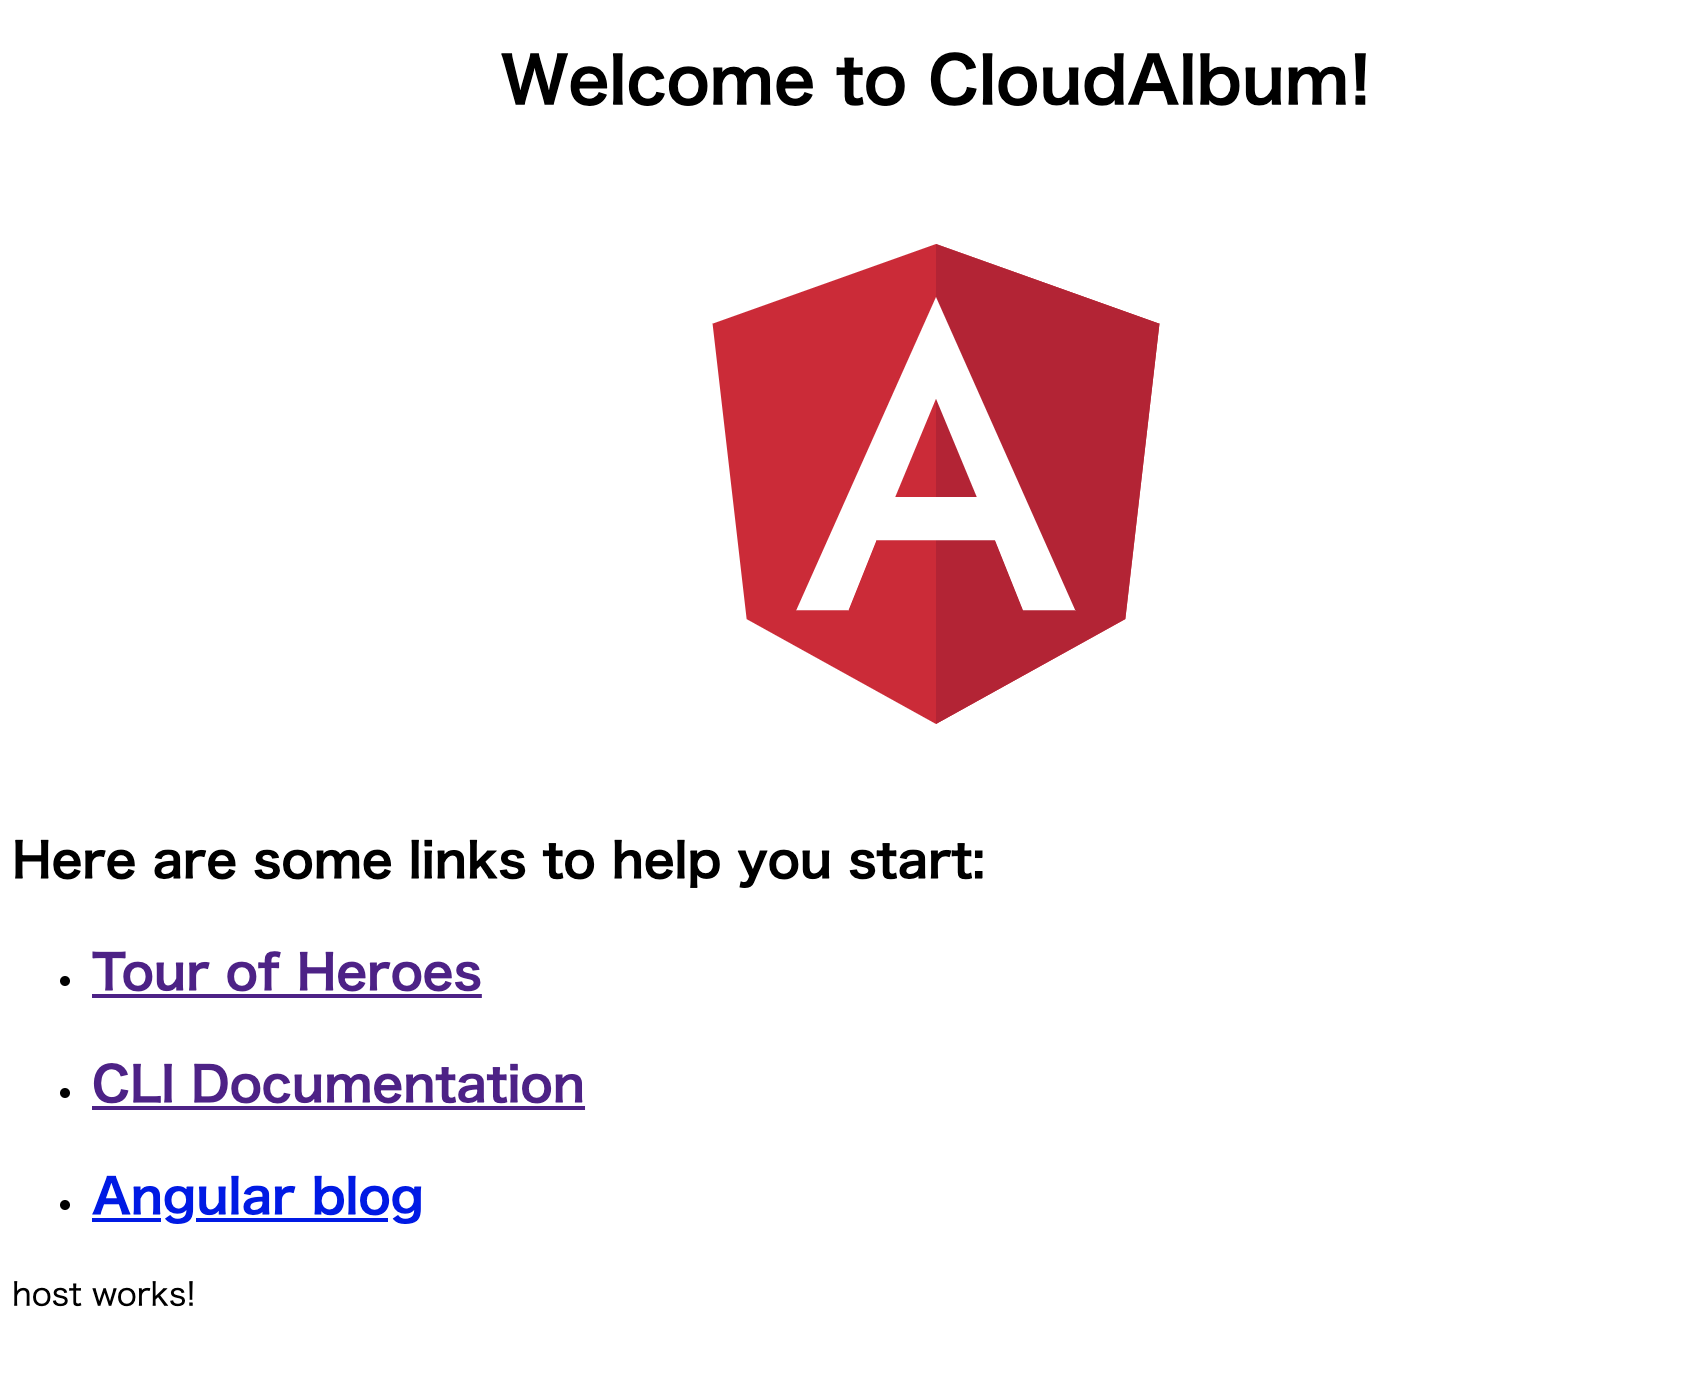 Welcome to CloudAlbum!
A
Here are some links to help you start:
Tour of Heroes
CLI Documentation
Angular blog
host works!